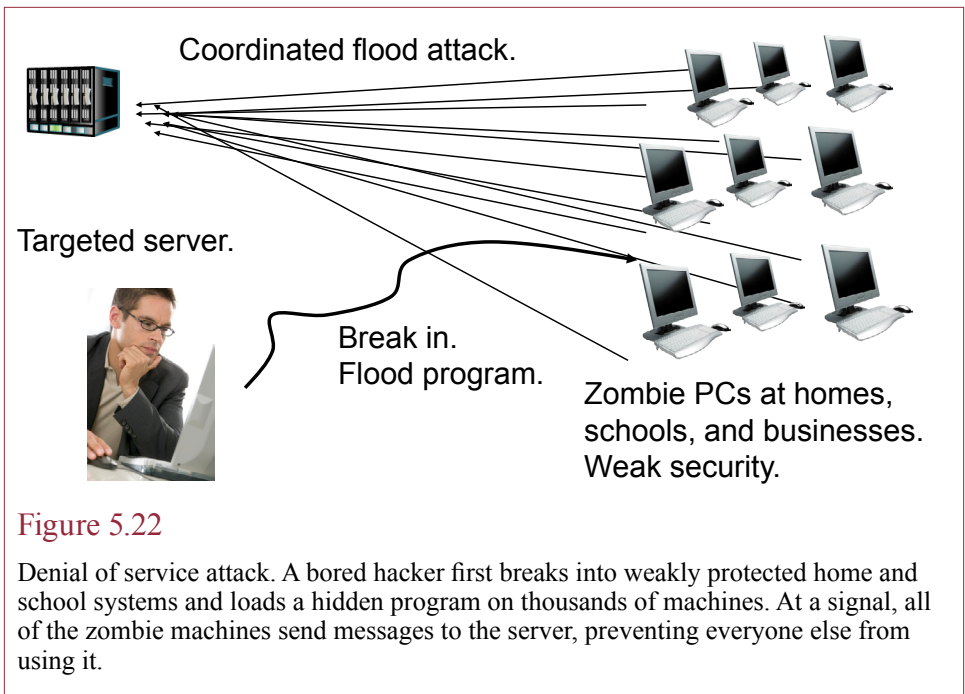 Coordinated flood attack.
Targeted server.
Break in.
Flood program.
Zombie PCs at homes,
schools, and businesses.
Weak security.
Figure 5.22
Denial of service attack. A bored hacker first breaks into weakly protected home and
school systems and loads a hidden program on thousands of machines. At a signal, all
of the zombie machines send messages to the server, preventing everyone else from
using it.